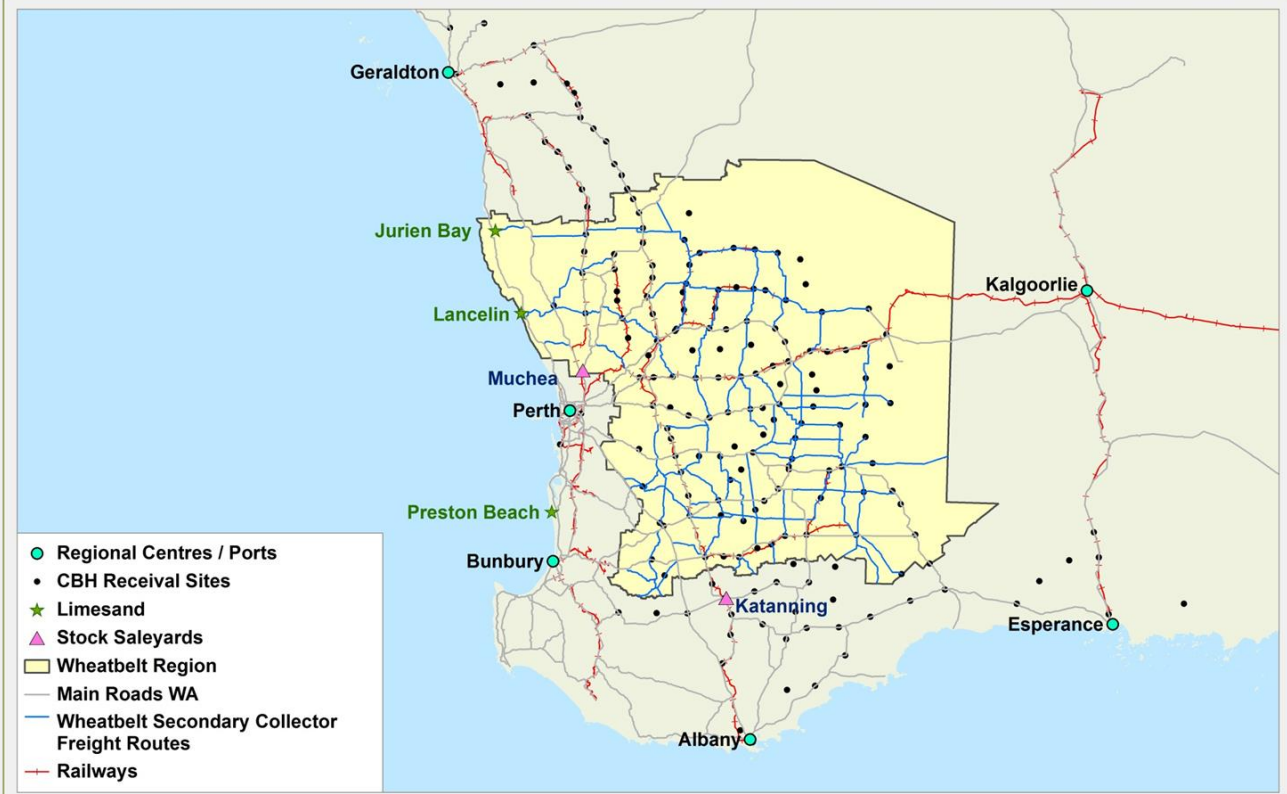 Geraldton
Jurien Bay
Kalgoorlie
Lancelin
Muchea
Perth
Preston Beach
Bunbury
Katanning
Esperance
Albany
Regional Centres / Ports
CBH Receival Sites
Limesand
Stock Saleyards
Wheatbelt Region
Main Roads WA
Wheatbelt Secondary Collector
Freight Routes
Railways